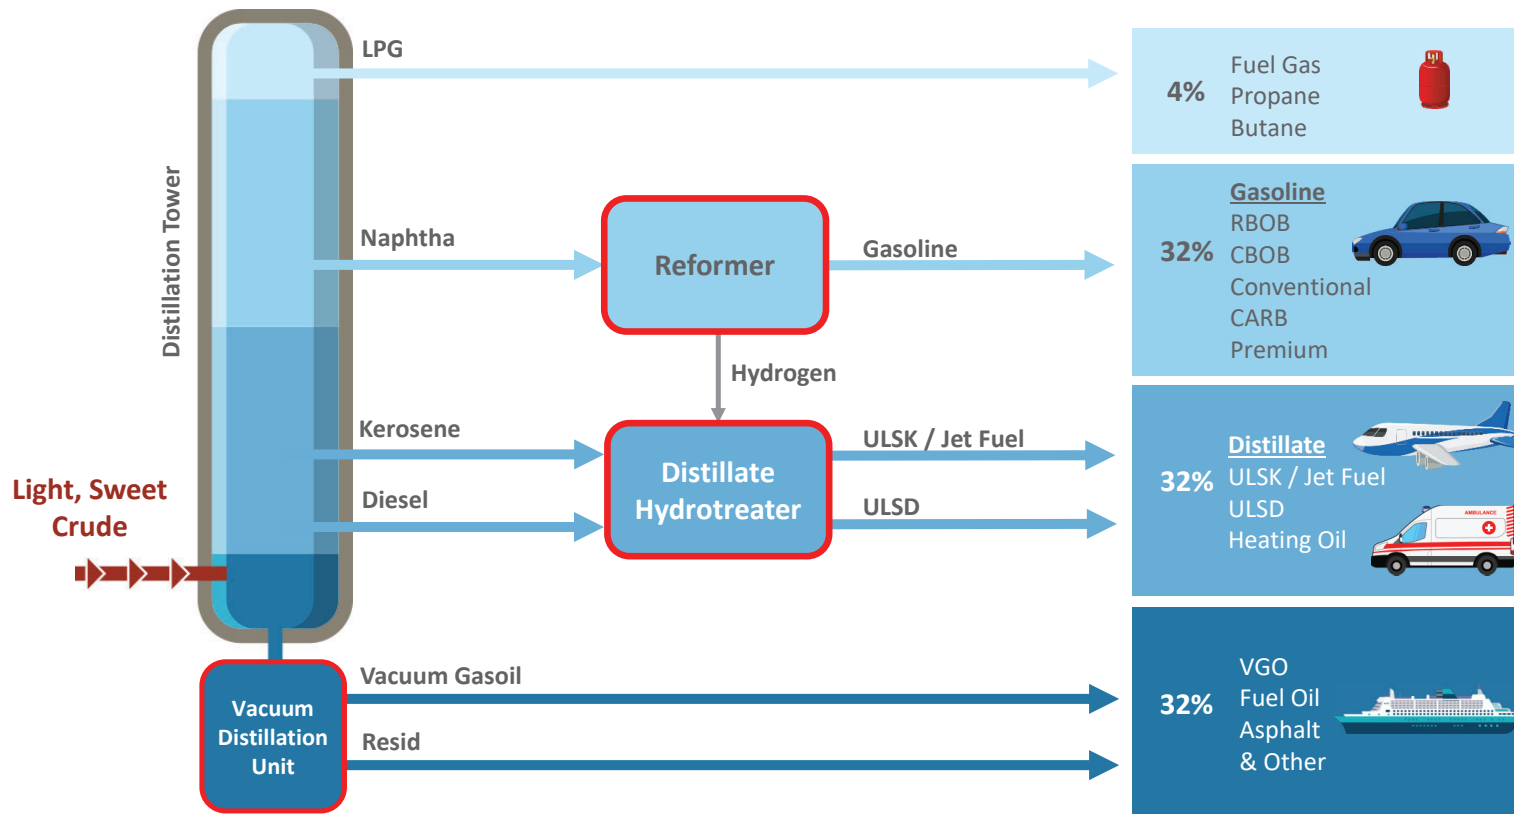 LPG
4%
Fuel Gas
Propane
Butane
Distillation Tower
Naphtha
Reformer
Gasoline
32%
Gasoline
RBOB
CBOB
Conventional
CARB
Premium
Hydrogen
Kerosene
Diesel
Distillate
Hydrotreater
ULSK / Jet Fuel
ULSD
32%
Distillate
ULSK / Jet Fuel
ULSD
Heating Oil
AMBULANCE
Light, Sweet
Crude
Vacuum
Distillation
Unit
Vacuum Gasoil
Resid
32%
VGO
Fuel Oil
Asphalt
& Other